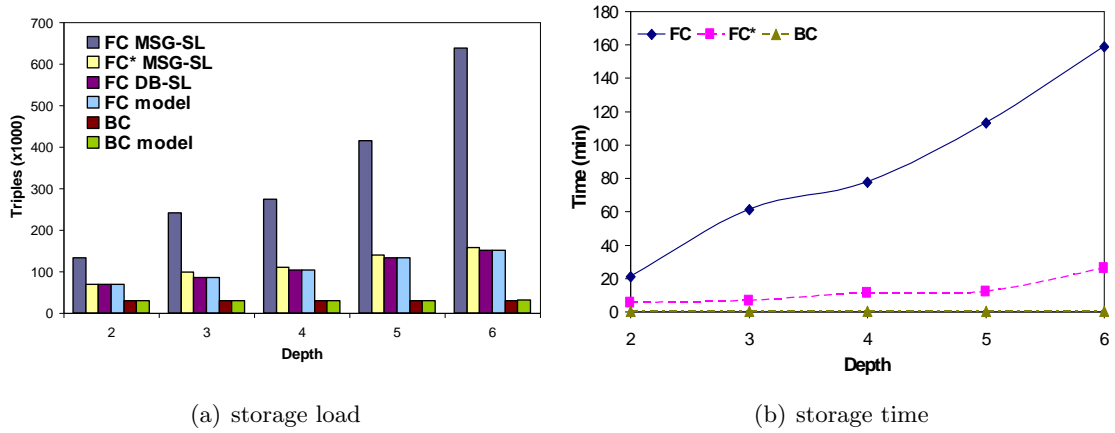 700
600
500
400
300
200
100
0
Triples (x1000)
FC MSG-SL
FC* MSG-SL
FC DB-SL
FC model
BC
BC model
2 3 4 5 6
Depth
(a) storage load
180
160
140
120
100
80
60
40
20
0
Time (min)
FC FC* BC
2 3 4 5 6
Depth
(b) storage time